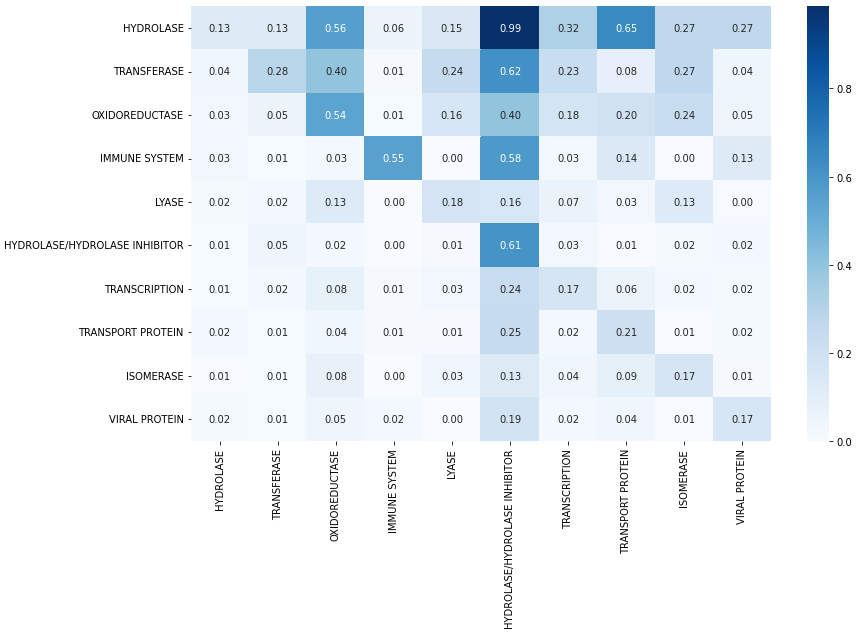 HYDROLASE 0.13 0.13 0.56 0.06 0.15 0.99 0.32 0.65 0.27 0.27
TRANSFERASE 0.04 0.28 0.40 0.01 0.24 0.62 0.23 0.08 0.27 0.04
OXIDOREDUCTASE 0.03 0.05 0.54 0.01 0.16 0.40 0.18 0.20 0.24 0.05
IMMUNE SYSTEM 0.03 0.01 0.03 0.55 0.00 0.58 0.03 0.14 0.00 0.13
LYASE 0.02 0.02 0.13 0.00 0.18 0.16 0.07 0.03 0.13 0.00
HYDROLASE/HYDROLASE INHIBITOR 0.01 0.05 0.02 0.00 0.01 0.61 0.03 0.01 0.02 0.02
TRANSCRIPTION 0.01 0.02 0.08 0.01 0.03 0.24 0.17 0.06 0.02 0.02
TRANSPORT PROTEIN 0.02 0.01 0.04 0.01 0.01 0.25 0.02 0.21 0.01 0.02
ISOMERASE 0.01 0.01 0.08 0.00 0.03 0.13 0.04 0.09 0.17 0.01
VIRAL PROTEIN 0.02 0.01 0.05 0.02 0.00 0.19 0.02 0.04 0.01 0.17
HYDROLASE
TRANSFERASE
OXIDOREDUCTASE
IMMUNE SYSTEM
LYASE
HYDROLASE/HYDROLASE INHIBITOR
TRANSCRIPTION
TRANSPORT PROTEIN
ISOMERASE
VIRAL PROTEIN
0.8
0.6
0.4
0.2
0.0